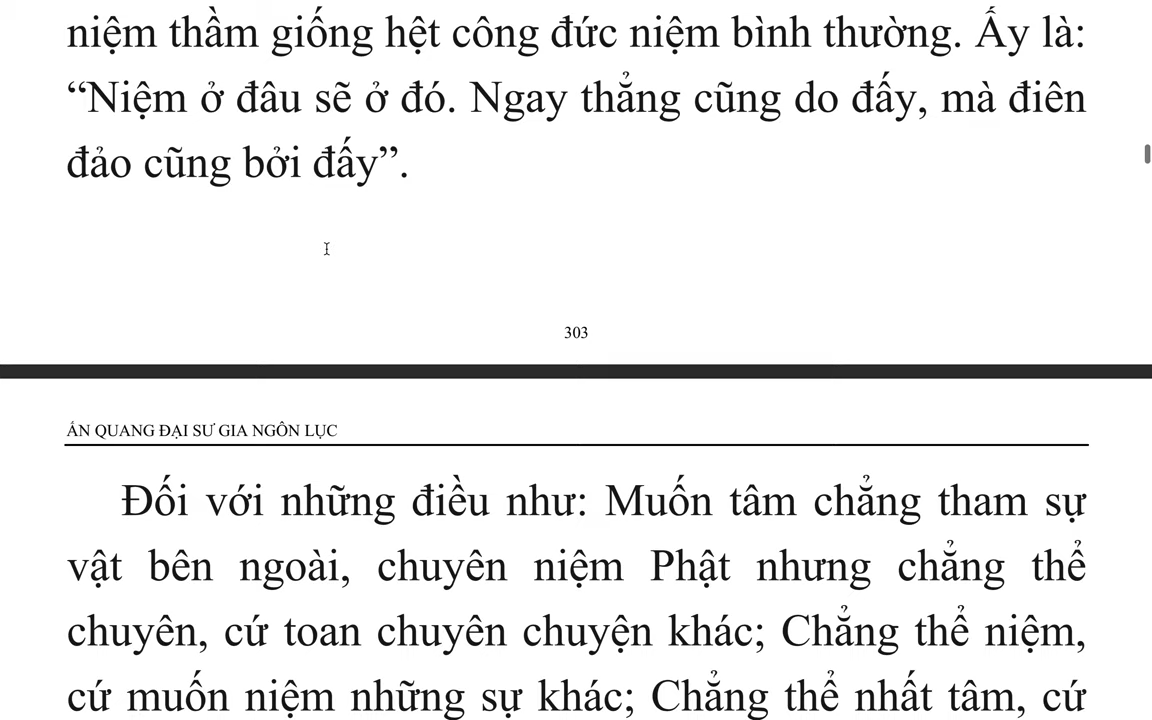 niệm thầm giống hệt công đức niệm bình thường. Ấy là:
“Niệm ở đâu sẽ ở đó. Ngay thẳng cũng do đấy, mà điên
đảo cũng bởi đấy”.
303
ẤN QUANG ĐẠI SƯ GIA NGÔN LỤC
Đối với những điều như: Muốn tâm chẳng tham sự
vật bên ngoài, chuyên niệm Phật nhưng chẳng thể
chuyên, cứ toan chuyên chuyện khác; Chẳng thể niệm,
cứ muốn niệm những sự khác; Chẳng thể nhất tâm, cứ